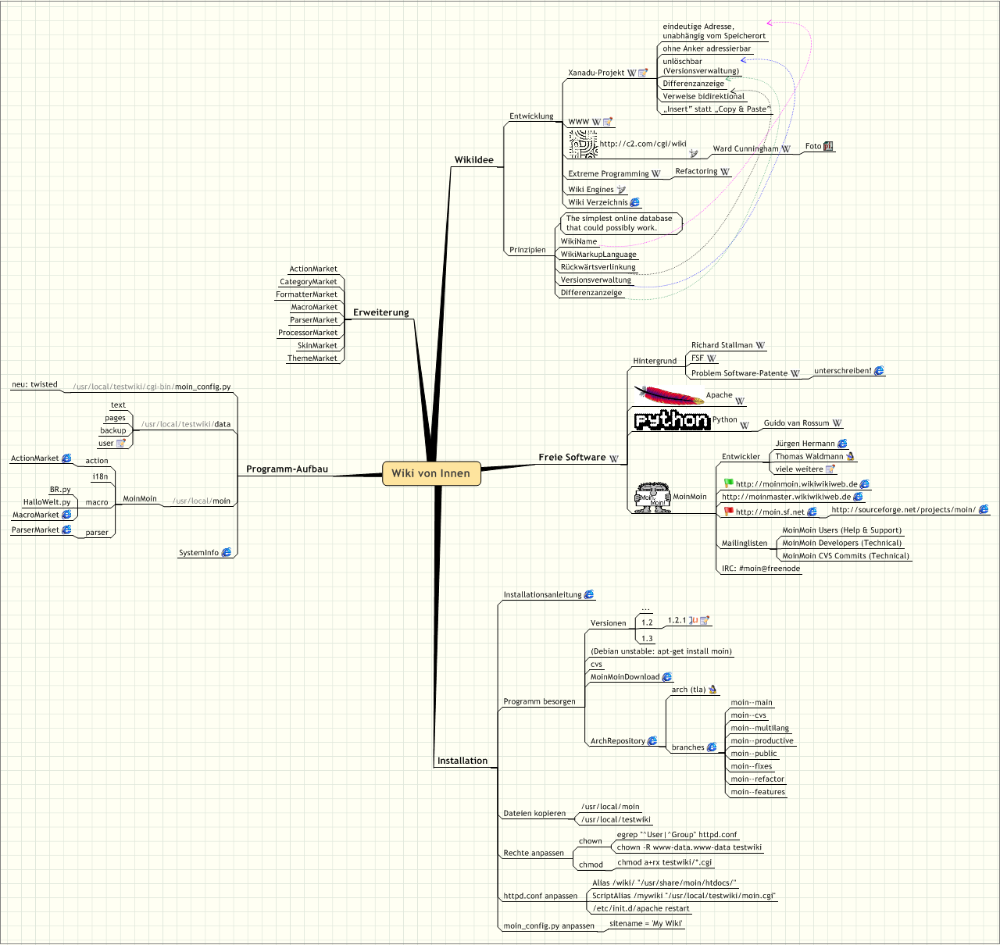 Wiki von Innen
WikiIdee
Entwicklung
Xanadu-Projekt
eindeutige Adresse,
unabhängig vom Speicherort
ohne Anker adressierbar
unlöschbar
(Versionsverwaltung)
Differenzanzeige
Verweise bidirektional
„Insert” statt „Copy & Paste”
WWW
http://c2.com/cgi/wiki
Ward Cunningham
Foto
Extreme Programming
Refactoring
Wiki Engines
Wiki Verzeichnis
Prinzipien
The simplest online database
that could possibly work.
WikiName
WikiMarkupLanguage
Rückwärtsverlinkung
Versionsverwaltung
Differenzanzeige
Erweiterung
ActionMarket
CategoryMarket
FormatterMarket
MacroMarket
ParserMarket
ProcessorMarket
SkinMarket
ThemeMarket
Freie Software
Hintergrund
Richard Stallman
FSF
Problem Software-Patente
unterschreiben!
Apache
python
Python
Guido van Rossum
Moin Moin!
MoinMoin
Entwickler
Jürgen Hermann
Thomas Waldmann
viele weitere
http://moinmoin.wikiwikiweb.de
http://moinmaster.wikiwikiweb.de
http://moin.sf.net
http://sourceforge.net/projects/moin/
Mailinglisten
MoinMoin Users (Help & Support)
MoinMoin Developers (Technical)
MoinMoin CVS Commits (Technical)
IRC: #moin@freenode
Programm-Aufbau
/usr/local/testwiki/cgi-bin/moin_config.py
neu: twisted
/usr/local/testwiki/data
text
pages
backup
user
/usr/local/moin
MoinMoin
action
ActionMarket
i18n
macro
BR.py
HalloWelt.py
MacroMarket
parser
ParserMarket
SystemInfo
Installation
Installationsanleitung
Programm besorgen
Versionen
...
1.2
1.2.1
1.3
(Debian unstable: apt-get install moin)
cvs
MoinMoinDownload
ArchRepository
arch (tla)
branches
moin--main
moin--cvs
moin--multilang
moin--productive
moin--public
moin--fixes
moin--refactor
moin--features
Dateien kopieren
/usr/local/moin
/usr/local/testwiki
Rechte anpassen
chown
egrep "^User|^Group" httpd.conf
chown -R www-data.www-data testwiki
chmod
chmod a+rx testwiki/*.cgi
httpd.conf anpassen
Alias /wiki/ "/usr/share/moin/htdocs/"
ScriptAlias /mywiki "/usr/local/testwiki/moin.cgi"
/etc/init.d/apache restart
moin_config.py anpassen
sitename = 'My Wiki'